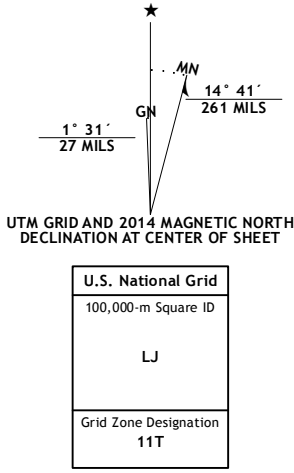 ★
MN
GN
14° 41´
261 MILS
1° 31´
27 MILS
UTM GRID AND 2014 MAGNETIC NORTH
DECLINATION AT CENTER OF SHEET
U.S. National Grid
100,000-m Square ID
LJ
Grid Zone Designation
11T